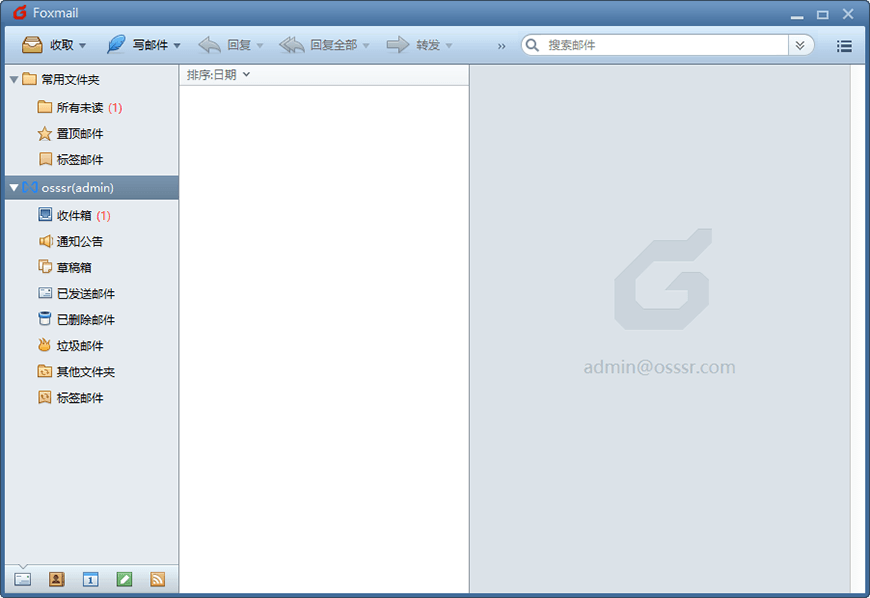 Foxmail
收取 写邮件 回复 回复全部 转发 搜索邮件
排序:日期
常用文件夹
所有未读 (1)
置顶邮件
标签邮件
osssr(admin)
收件箱 (1)
通知公告
草稿箱
已发送邮件
已删除邮件
垃圾邮件
其他文件夹
标签邮件
admin@osssr.com
1